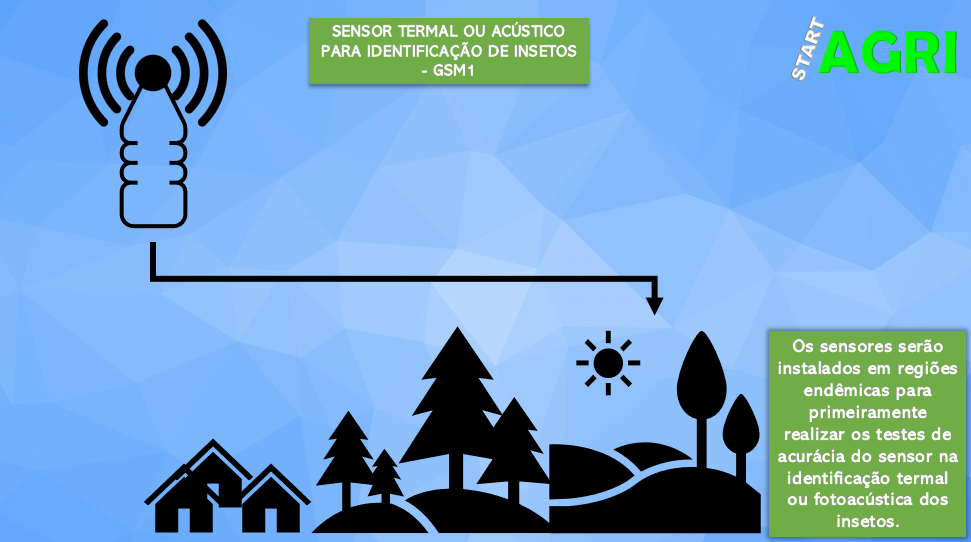 SENSOR TERMAL OU ACÚSTICO
PARA IDENTIFICAÇÃO DE INSETOS
- GSM1
START
AGRI
Os sensores serão
instalados em regiões
endêmicas para
primeiramente
realizar os testes de
acurácia do sensor na
identificação termal
ou fotoacústica dos
insetos.